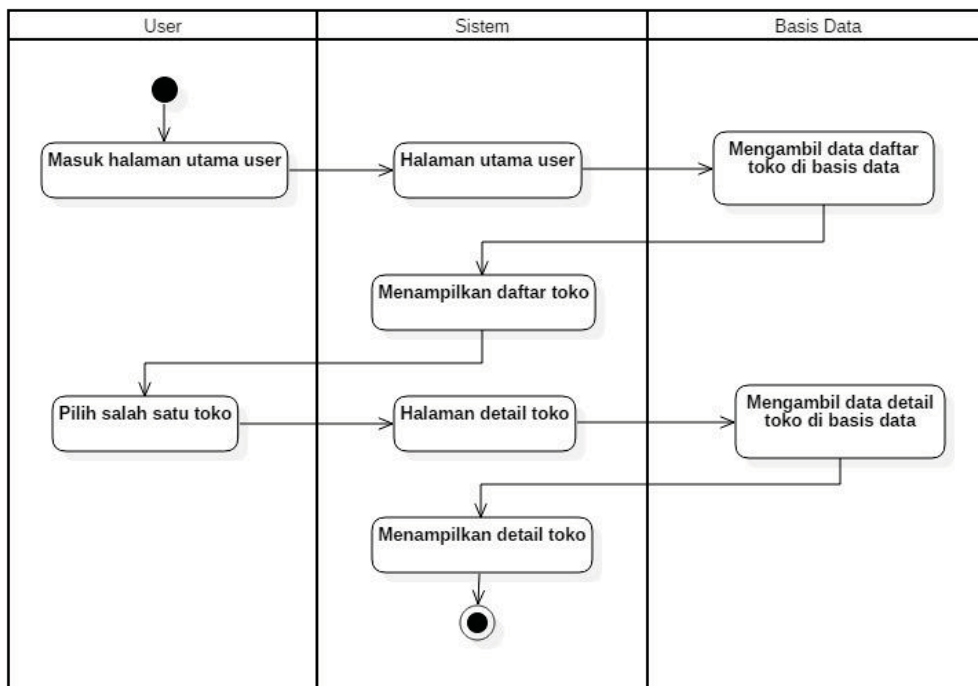 User
Sistem
Basis Data
Masuk halaman utama user
Halaman utama user
Mengambil data daftar
toko di basis data
Menampilkan daftar toko
Pilih salah satu toko
Halaman detail toko
Mengambil data detail
toko di basis data
Menampilkan detail toko